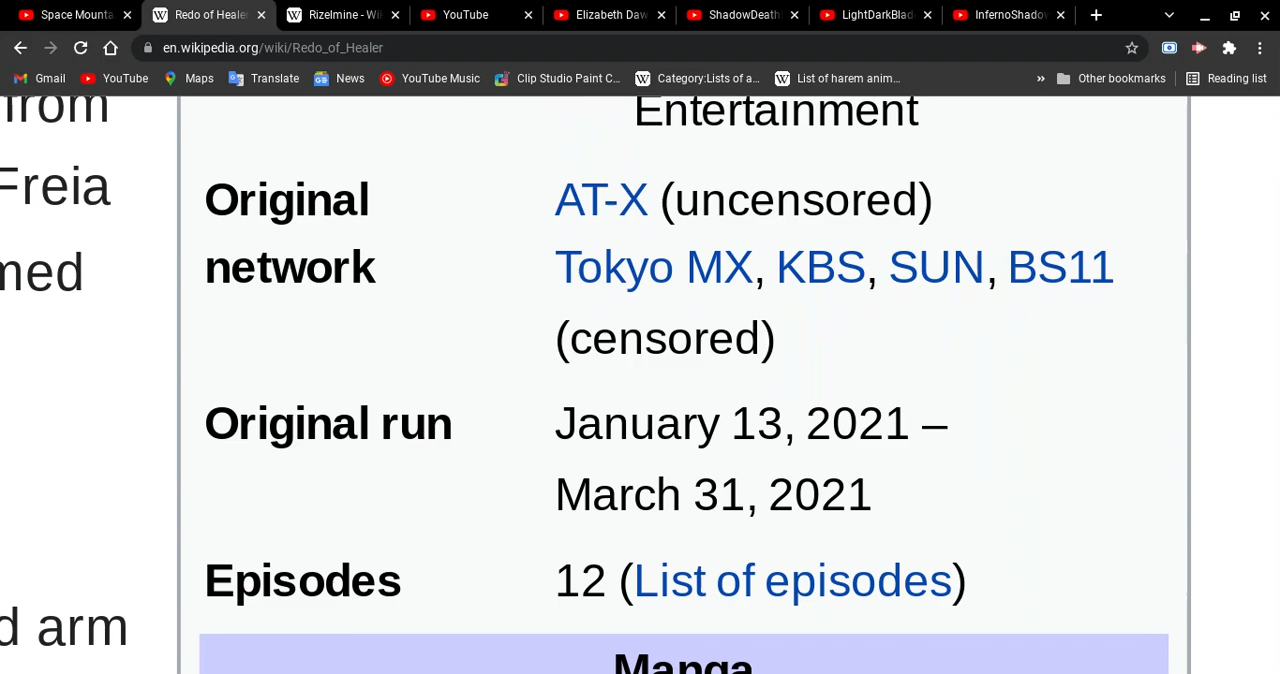 Space Mounta
Redo of Healer
Rizelmine - Wi
YouTube
Elizabeth Daw
ShadowDeath
LightDarkBlad
InfernoShadow
en.wikipedia.org/wiki/Redo_of_Healer
Gmail
YouTube
Maps
Translate
News
YouTube Music
Clip Studio Paint C...
Category:Lists of a...
List of harem anim...
»
Other bookmarks
Reading list
from
Freia
med
d arm
Entertainment
Original network
AT-X (uncensored)
Tokyo MX, KBS, SUN, BS11
(censored)
Original run
January 13, 2021 –
March 31, 2021
Episodes
12 (List of episodes)
Manga